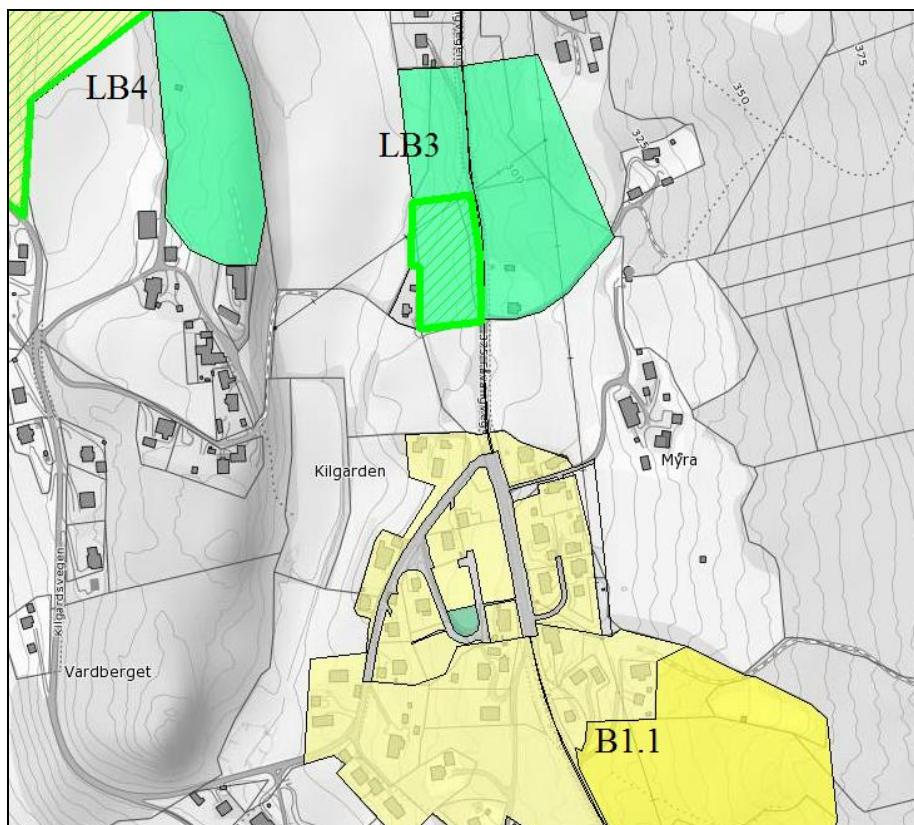 LB4
LB3
375
350
325
300
Kilgarden
Myra
Kilgardsvegen
Vardberget
B1.1